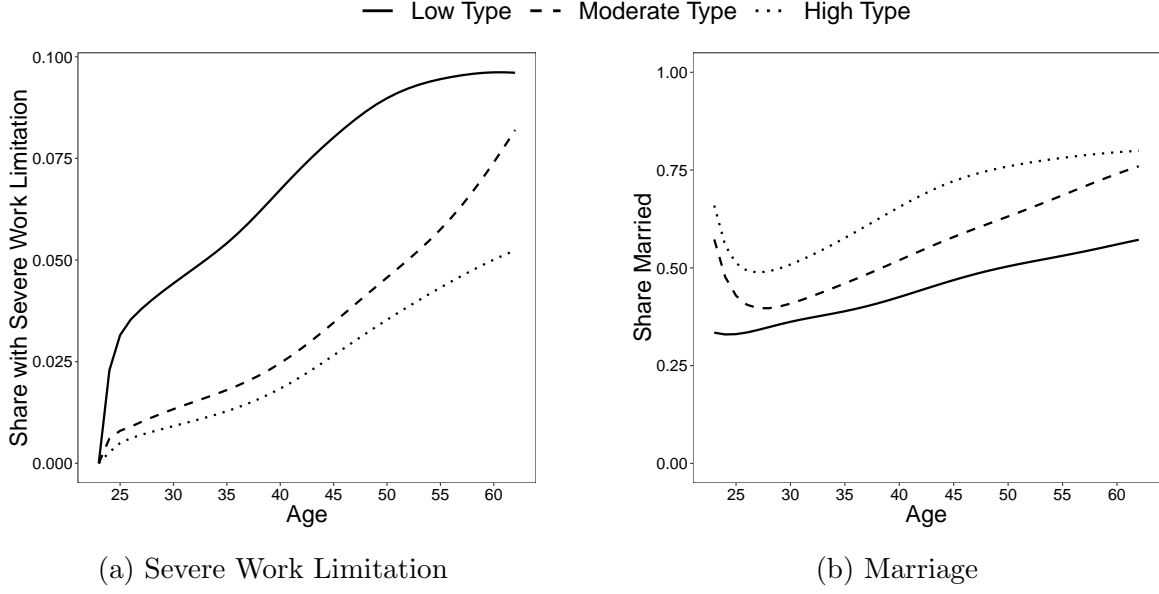 Low Type Moderate Type High Type
Share with Severe Work Limitation
0.100
0.075
0.050
0.025
0.000
25 30 35 40 45 50 55 60
Age
(a) Severe Work Limitation
Share Married
1.00
0.75
0.50
0.25
0.00
25 30 35 40 45 50 55 60
Age
(b) Marriage